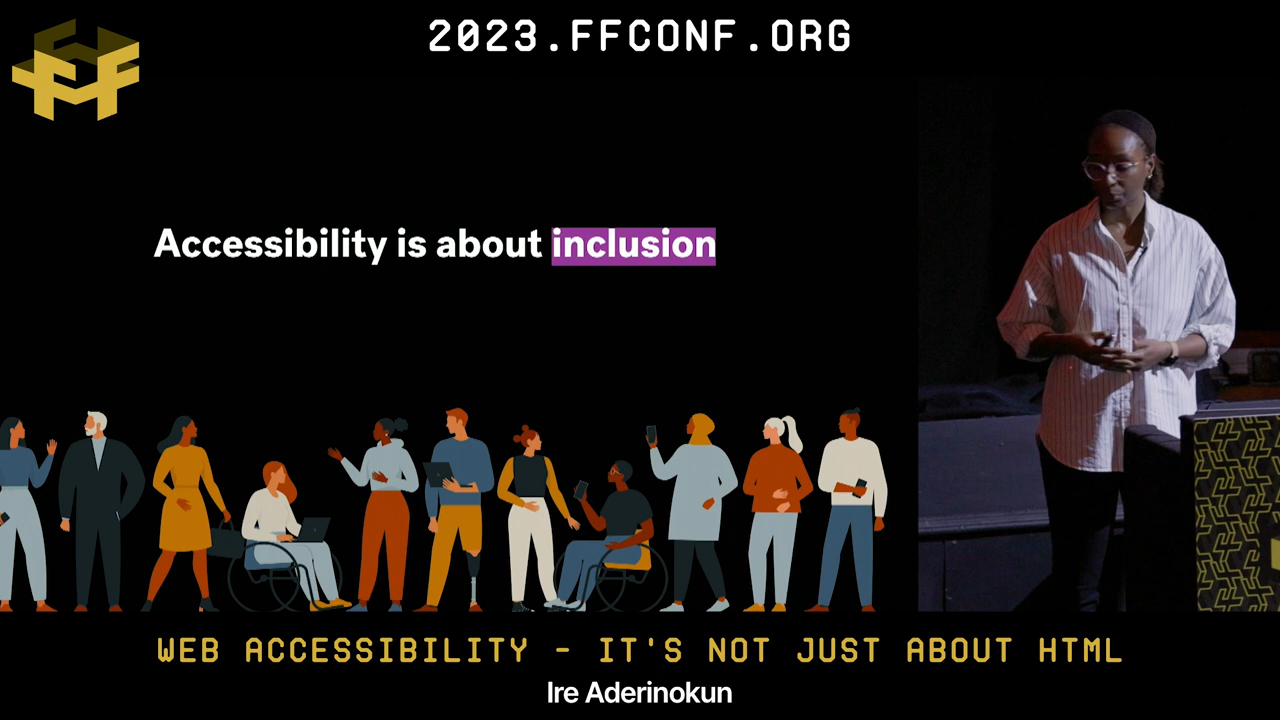 2023.FFCONF.ORG
Accessibility is about inclusion
WEB ACCESSIBILITY - IT'S NOT JUST ABOUT HTML
Ire Aderinokun